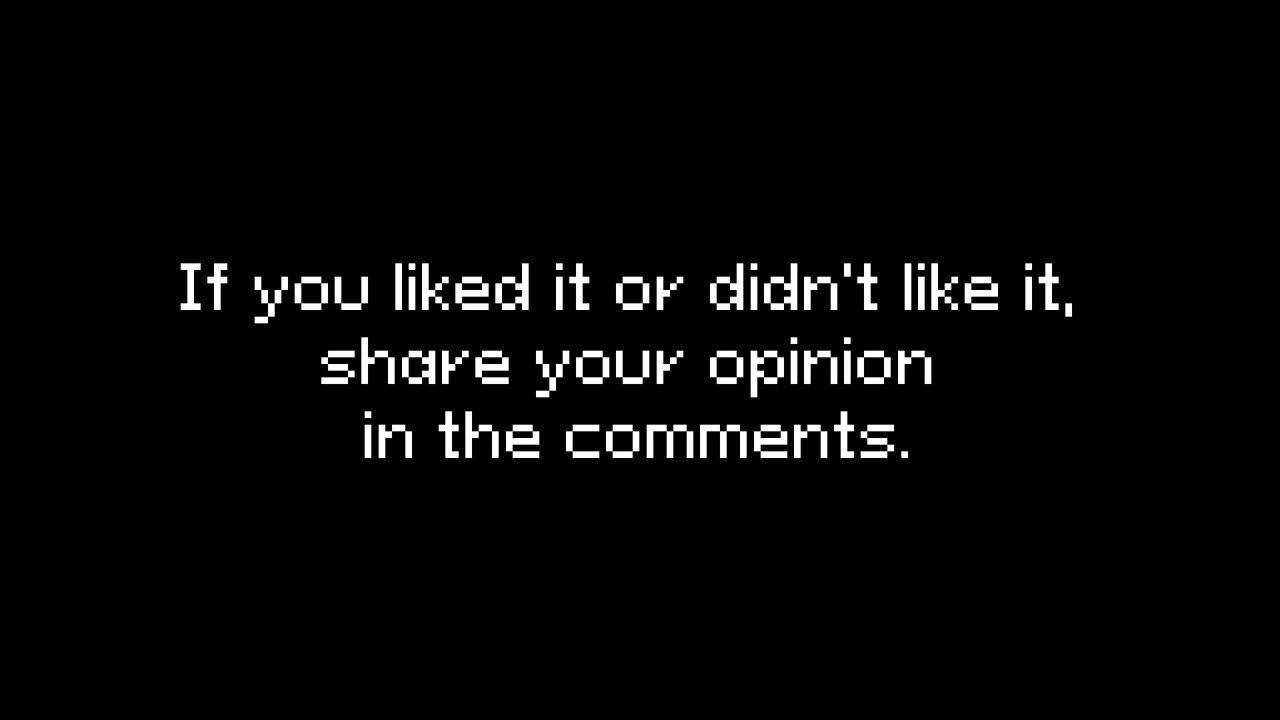 If you liked it or didn't like it,
share your opinion
in the comments.